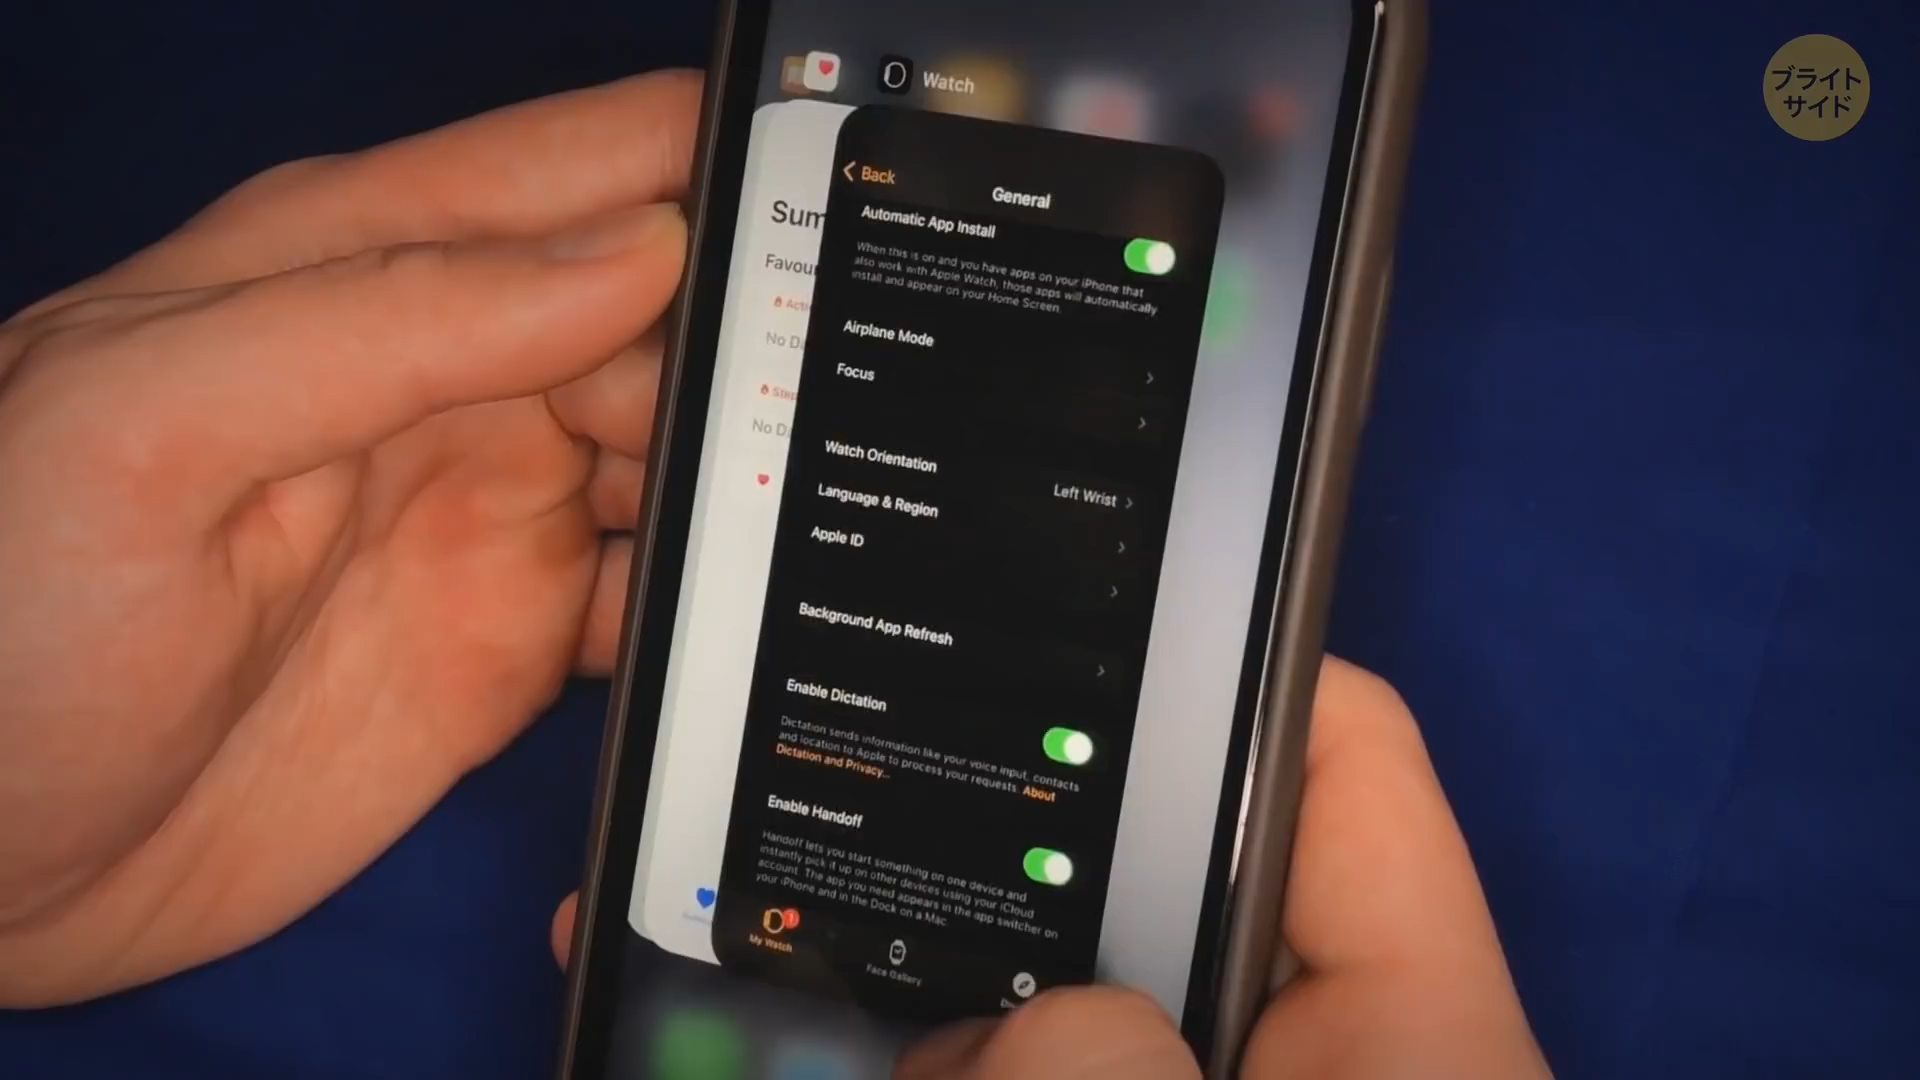 ブライト
サイド
Watch
Back
General
Sum
Favou
Acti
No Da
Step
No Da
Automatic App Install
When this is on and you have apps on your iPhone that
also work with Apple Watch, those apps will automatically
install and appear on your Home Screen.
Airplane Mode
Focus
Watch Orientation
Left Wrist
Language & Region
Apple ID
Background App Refresh
Enable Dictation
Dictation sends information like your voice input, contacts
and location to Apple to process your requests. About
Dictation and Privacy...
Enable Handoff
Handoff lets you start something on one device and
instantly pick it up on other devices using your iCloud
account. The app you need appears in the app switcher on
your iPhone and in the Dock on a Mac.
1
My Watch
Face Gallery